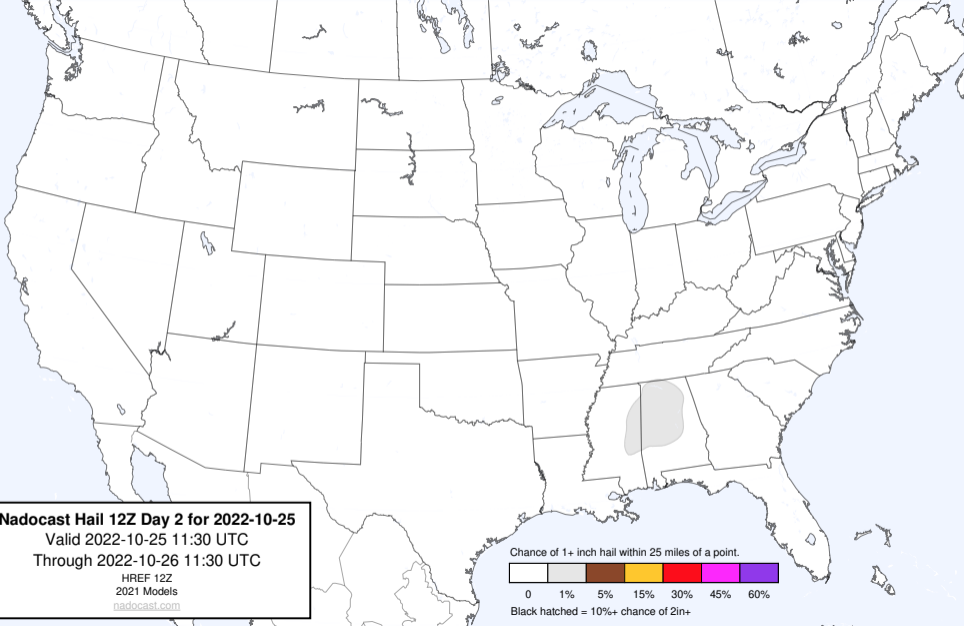 Nadocast Hail 12Z Day 2 for 2022-10-25
Valid 2022-10-25 11:30 UTC
Through 2022-10-26 11:30 UTC
HREF 12Z
2021 Models
nadocast.com
Chance of 1+ inch hail within 25 miles of a point.
0 1% 5% 15% 30% 45% 60%
Black hatched = 10%+ chance of 2in+